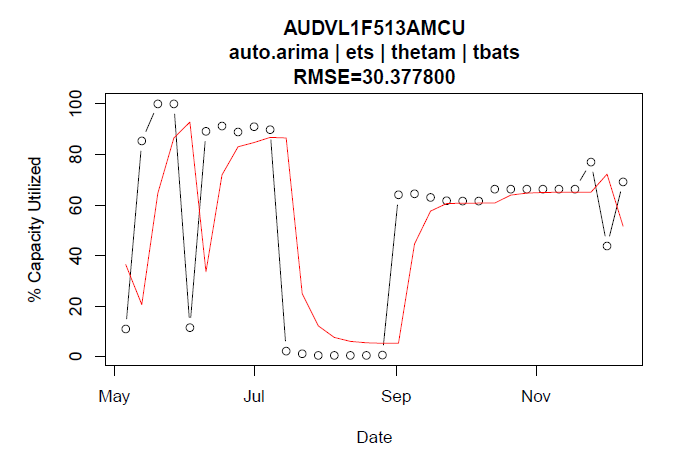 AUDVL1F513AMCU
auto.arima | ets | thetam | tbats
RMSE=30.377800
100
80
60
40
20
0
% Capacity Utilized
May Jul Sep Nov
Date